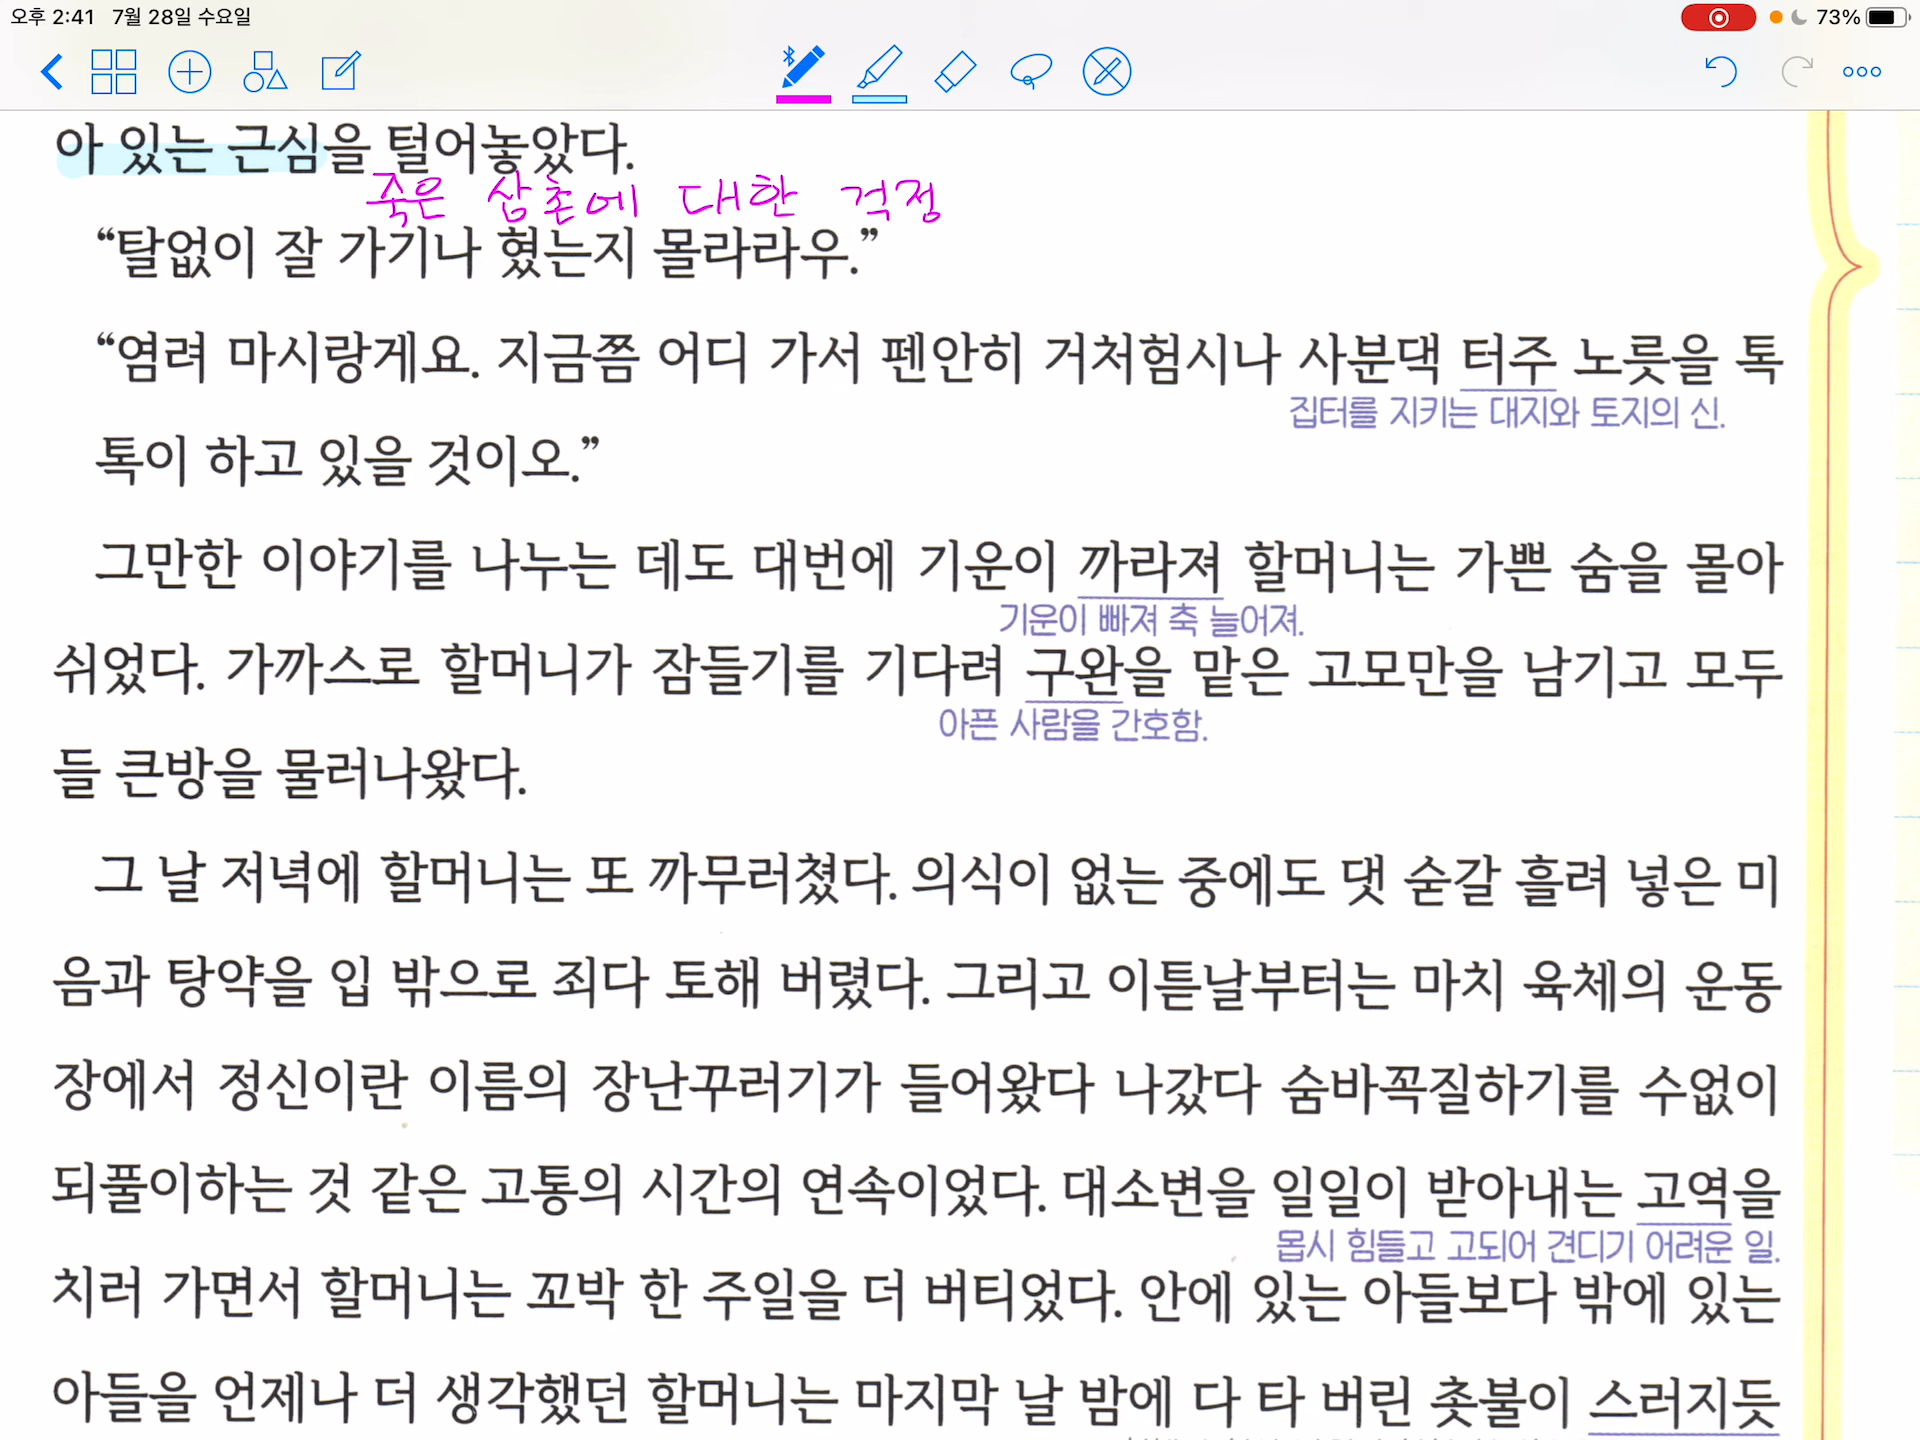 오후 2:41 7월 28일 수요일
73%
아 있는 근심을 털어놓았다.
죽은 삼촌에 대한 걱정
“탈없이 잘 가기나 혔는지 몰라라우.”
“염려 마시랑게요. 지금쯤 어디 가서 펜안히 거처험시나 사분댁 터주 노릇을 톡
집터를 지키는 대지와 토지의 신.
톡이 하고 있을 것이오.”
그만한 이야기를 나누는 데도 대번에 기운이 까라져 할머니는 가쁜 숨을 몰아
기운이 빠져 축 늘어져.
쉬었다. 가까스로 할머니가 잠들기를 기다려 구완을 맡은 고모만을 남기고 모두
아픈 사람을 간호함.
들 큰방을 물러나왔다.
그 날 저녁에 할머니는 또 까무러쳤다. 의식이 없는 중에도 댓 숟갈 흘려 넣은 미
음과 탕약을 입 밖으로 죄다 토해 버렸다. 그리고 이튿날부터는 마치 육체의 운동
장에서 정신이란 이름의 장난꾸러기가 들어왔다 나갔다 숨바꼭질하기를 수없이
되풀이하는 것 같은 고통의 시간의 연속이었다. 대소변을 일일이 받아내는 고역을
몹시 힘들고 고되어 견디기 어려운 일.
치러 가면서 할머니는 꼬박 한 주일을 더 버티었다. 안에 있는 아들보다 밖에 있는
아들을 언제나 더 생각했던 할머니는 마지막 날 밤에 다 타 버린 촛불이 스러지듯